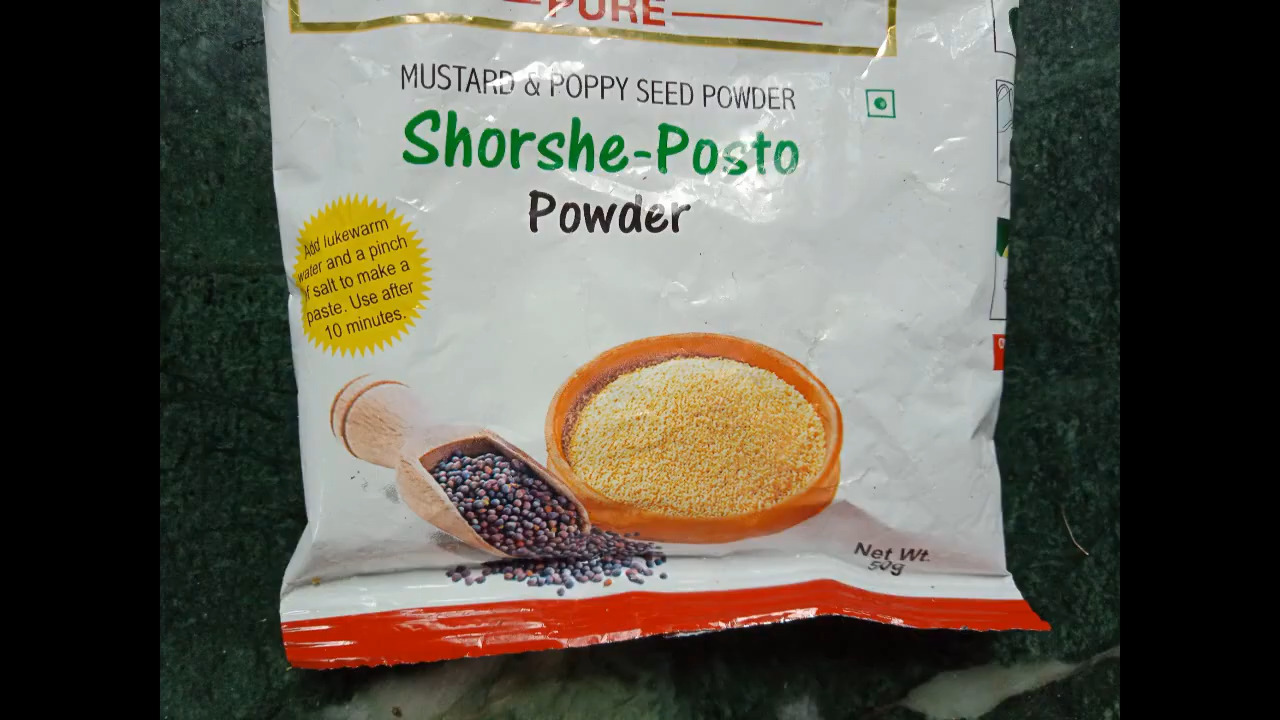 PURE
MUSTARD & POPPY SEED POWDER
Shorshe-Posto
Powder
Add lukewarm
water and a pinch
f salt to make a
paste. Use after
10 minutes.
Net Wt.
50g